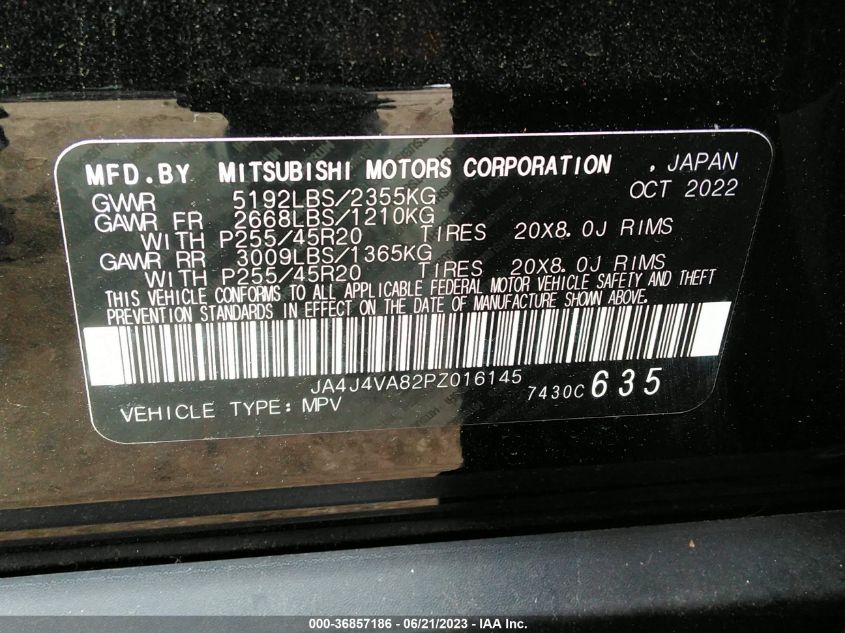 MFD.BY MITSUBISHI MOTORS CORPORATION . JAPAN
OCT 2022
GVWR 5192LBS/2355KG
GAWR FR 2668LBS/1210KG
WITH P255/45R20 TIRES 20X8.0J RIMS
GAWR RR 3009LBS/1365KG
WITH P255/45R20 TIRES 20X8.0J RIMS
THIS VEHICLE CONFORMS TO ALL APPLICABLE FEDERAL MOTOR VEHICLE SAFETY AND THEFT
PREVENTION STANDARDS IN EFFECT ON THE DATE OF MANUFACTURE SHOWN ABOVE.
JA4J4VA82PZ016145
7430C 635
VEHICLE TYPE: MPV
000-36857186 - 06/21/2023 - IAA Inc.